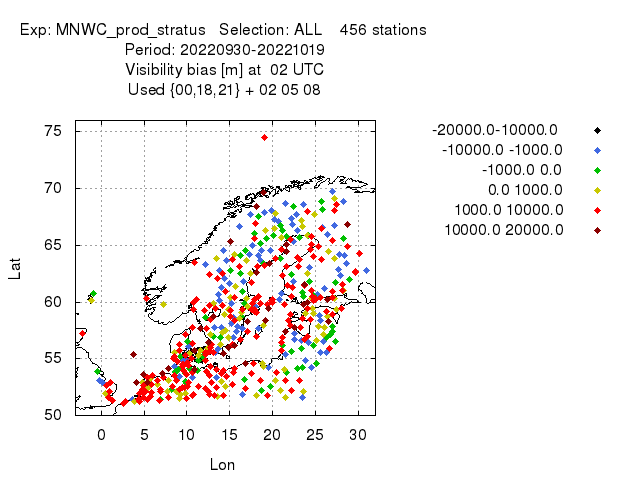 Exp: MNWC_prod_stratus Selection: ALL 456 stations
Period: 20220930-20221019
Visibility bias [m] at 02 UTC
Used {00,18,21} + 02 05 08
-20000.0-10000.0
-10000.0 -1000.0
-1000.0 0.0
0.0 1000.0
1000.0 10000.0
10000.0 20000.0
75
70
65
60
55
50
Lat
0 5 10 15 20 25 30
Lon